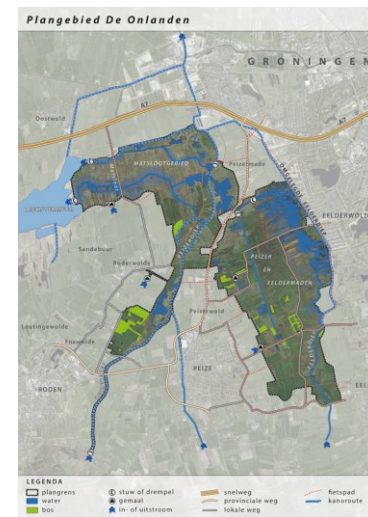 Plangebied De Onlanden
GRONINGEN
A7
A7
Oostwold
MATSLOOTGEBIED
Peizermade
LEEKSTERMEER
EELDERWOLDE
Sandebuur
Roderwolde
PEIZER
EN
EELDERMADEN
Leutingewolde
Foxwolde
Peizerwold
RODEN
PEIZE
EEL
LEGENDA
plangrens
water
bos
stuw of drempel
gemaal
in- of uitstroom
snelweg
provinciale weg
lokale weg
fietspad
kanoroute